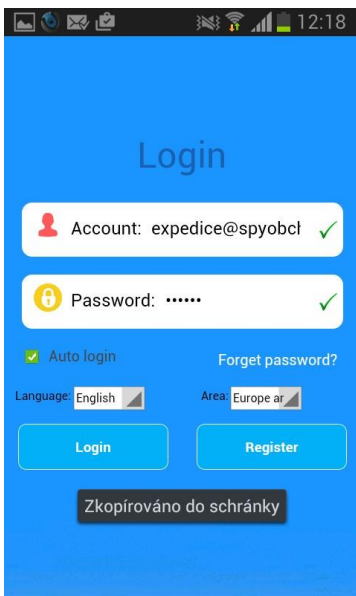 12:18
Login
Account: expedice@spyobch
Password: ••••••
Auto login
Forget password?
Language: English
Area: Europe ar
Login
Register
Zkopírováno do schránky